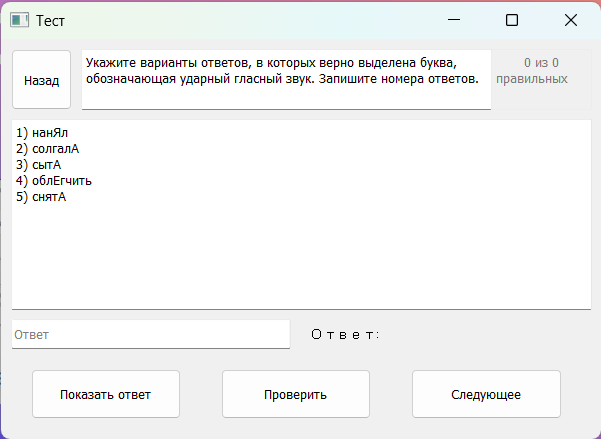 Тест
Назад
Укажите варианты ответов, в которых верно выделена буква,
обозначающая ударный гласный звук. Запишите номера ответов.
0 из 0
правильных
1) нанЯл
2) солгалА
3) сытА
4) облЕгчить
5) снятА
Ответ
Ответ:
Показать ответ
Проверить
Следующее